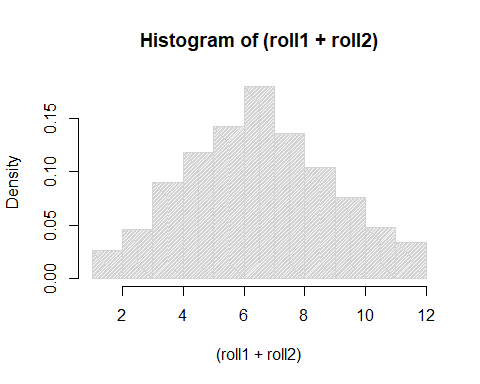 Histogram of (roll1 + roll2)
Density
0.15
0.10
0.05
0.00
2 4 6 8 10 12
(roll1 + roll2)